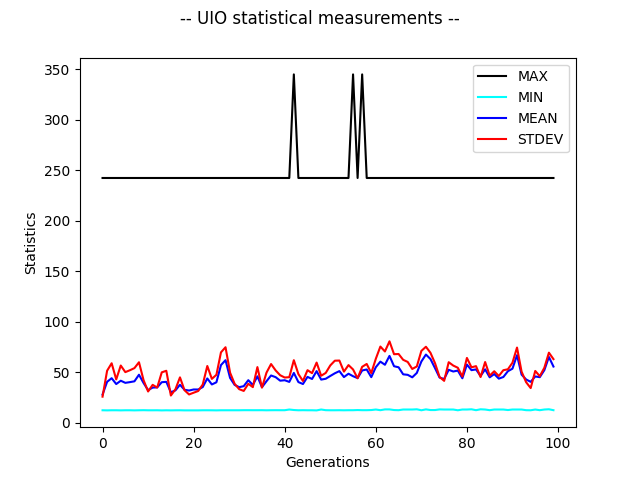 -- UIO statistical measurements --
350
300
250
200
150
100
50
0
Statistics
MAX
MIN
MEAN
STDEV
0 20 40 60 80 100
Generations